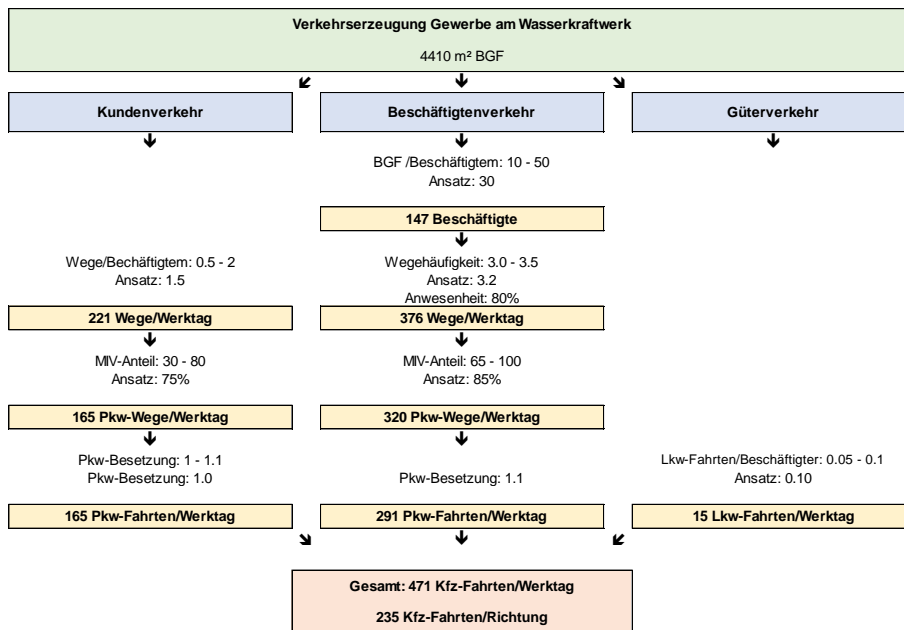 Verkehrserzeugung Gewerbe am Wasserkraftwerk
4410 m² BGF
Kundenverkehr
Beschäftigtenverkehr
Güterverkehr
BGF /Beschäftigtem: 10 - 50
Ansatz: 30
147 Beschäftigte
Wege/Bechäftigtem: 0.5 - 2
Ansatz: 1.5
Wegehäufigkeit: 3.0 - 3.5
Ansatz: 3.2
Anwesenheit: 80%
221 Wege/Werktag
376 Wege/Werktag
MIV-Anteil: 30 - 80
Ansatz: 75%
MIV-Anteil: 65 - 100
Ansatz: 85%
165 Pkw-Wege/Werktag
320 Pkw-Wege/Werktag
Pkw-Besetzung: 1 - 1.1
Pkw-Besetzung: 1.0
Pkw-Besetzung: 1.1
Lkw-Fahrten/Beschäftigter: 0.05 - 0.1
Ansatz: 0.10
165 Pkw-Fahrten/Werktag
291 Pkw-Fahrten/Werktag
15 Lkw-Fahrten/Werktag
Gesamt: 471 Kfz-Fahrten/Werktag
235 Kfz-Fahrten/Richtung